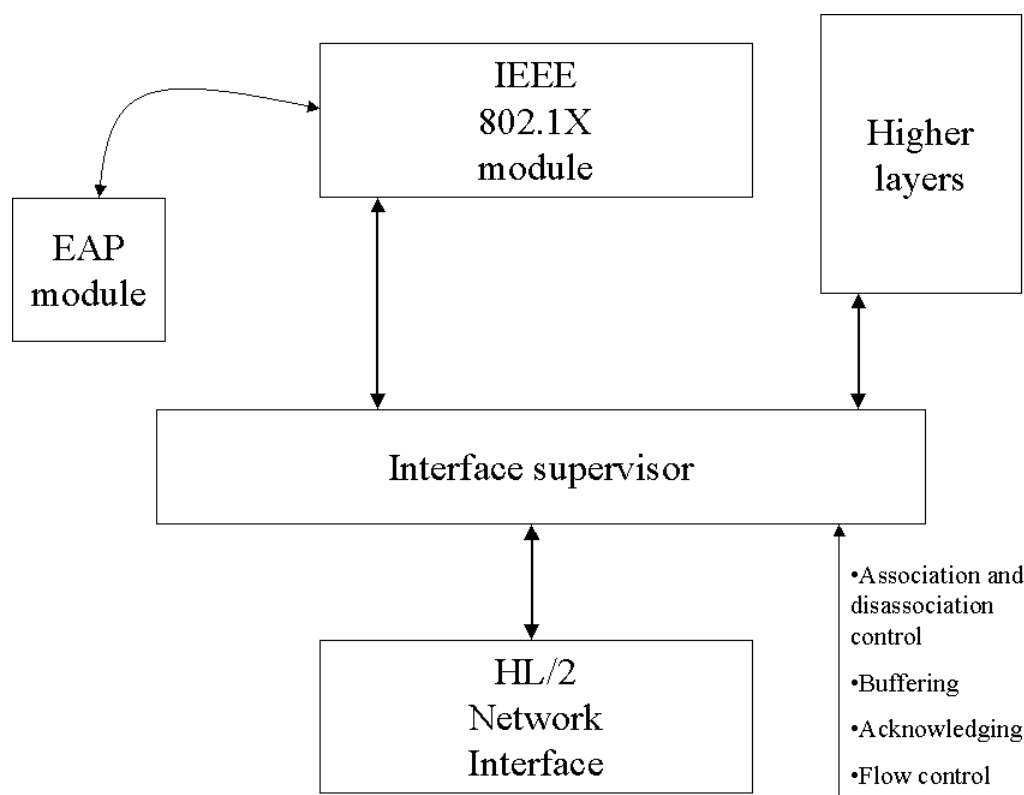 IEEE
802.1X
module
Higher
layers
EAP
module
Interface supervisor
•Association and
disassociation
control
•Buffering
•Acknowledging
•Flow control
HL/2
Network
Interface